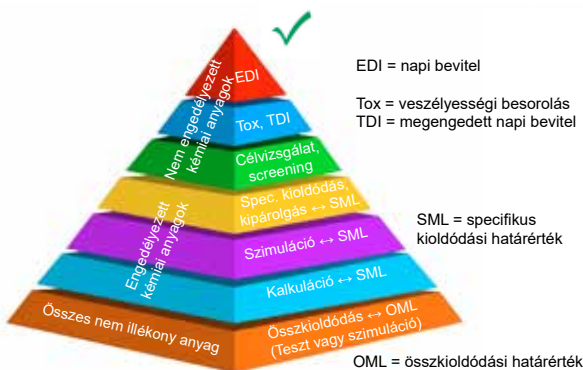 EDI
Tox, TDI
Célvizsgálat,
screening
Spec. kioldódás,
kipárolgás ↔ SML
Szimuláció ↔ SML
Kalkuláció ↔ SML
Összkioldódás ↔ OML
(Teszt vagy szimuláció)
Nem engedélyezett
kémiai anyagok
Engedélyezett
kémiai anyagok
Összes nem illékony anyag
EDI = napi bevitel
Tox = veszélyességi besorolás
TDI = megengedett napi bevitel
SML = specifikus
kioldódási határérték
OML = összkioldódási határérték